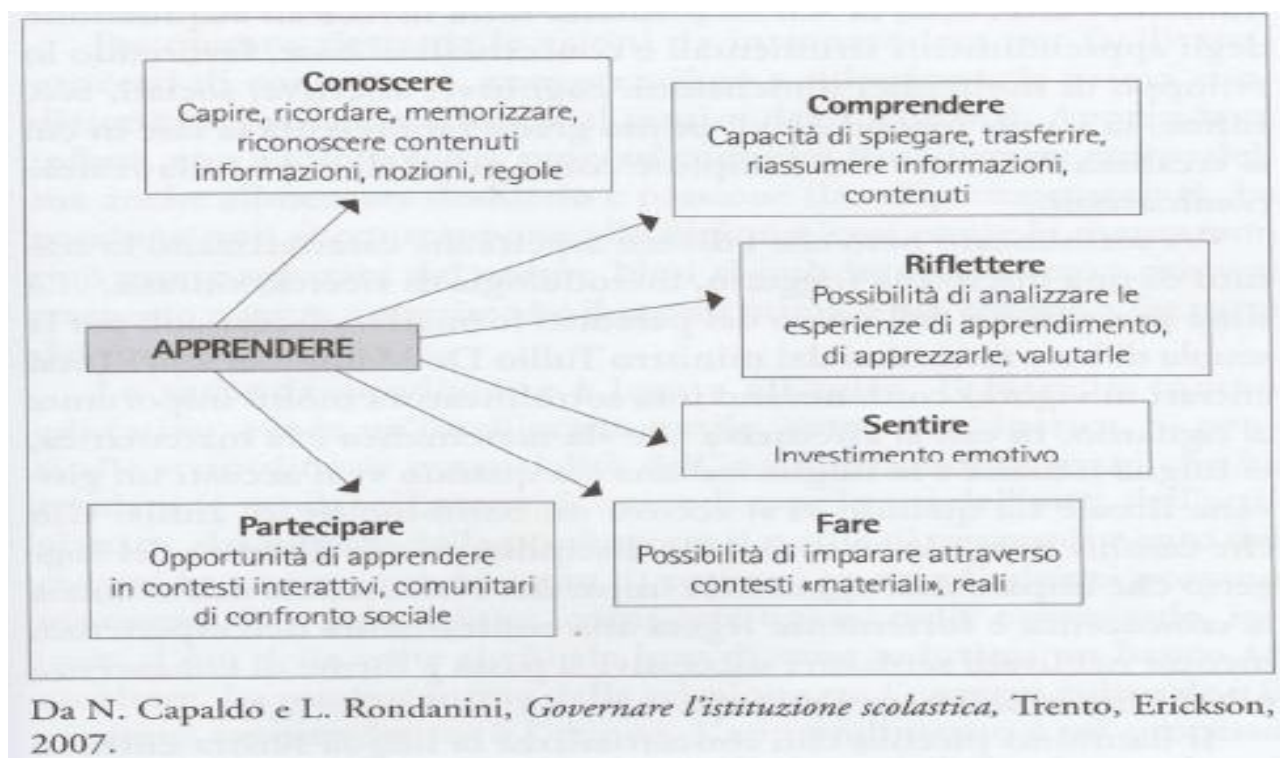 Conoscere
Capire, ricordare, memorizzare,
riconoscere contenuti
informazioni, nozioni, regole
Comprendere
Capacità di spiegare, trasferire,
riassumere informazioni,
contenuti
Riflettere
Possibilità di analizzare le
esperienze di apprendimento,
di apprezzarle, valutarle
APPRENDERE
Sentire
Investimento emotivo
Partecipare
Opportunità di apprendere
in contesti interattivi, comunitari
di confronto sociale
Fare
Possibilità di imparare attraverso
contesti «materiali», reali
Da N. Capaldo e L. Rondanini, Governare l'istituzione scolastica, Trento, Erickson,
2007.